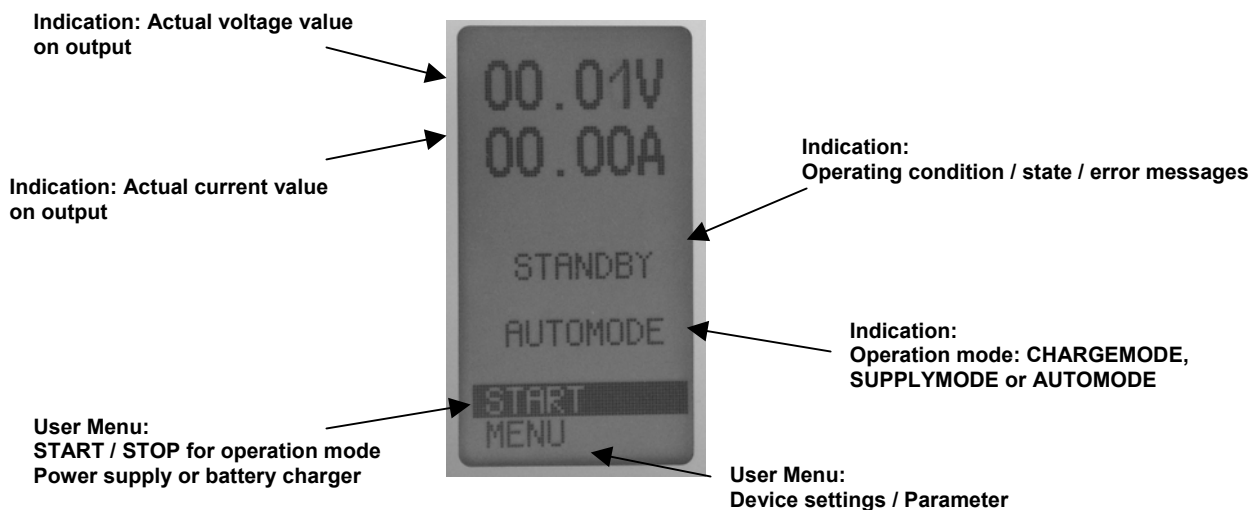 Indication: Actual voltage value
on output
00.01V
00.00A
Indication: Actual current value
on output
Indication:
Operating condition / state / error messages
STANDBY
AUTOMODE
Indication:
Operation mode: CHARGEMODE,
SUPPLYMODE or AUTOMODE
START
MENU
User Menu:
START / STOP for operation mode
Power supply or battery charger
User Menu:
Device settings / Parameter